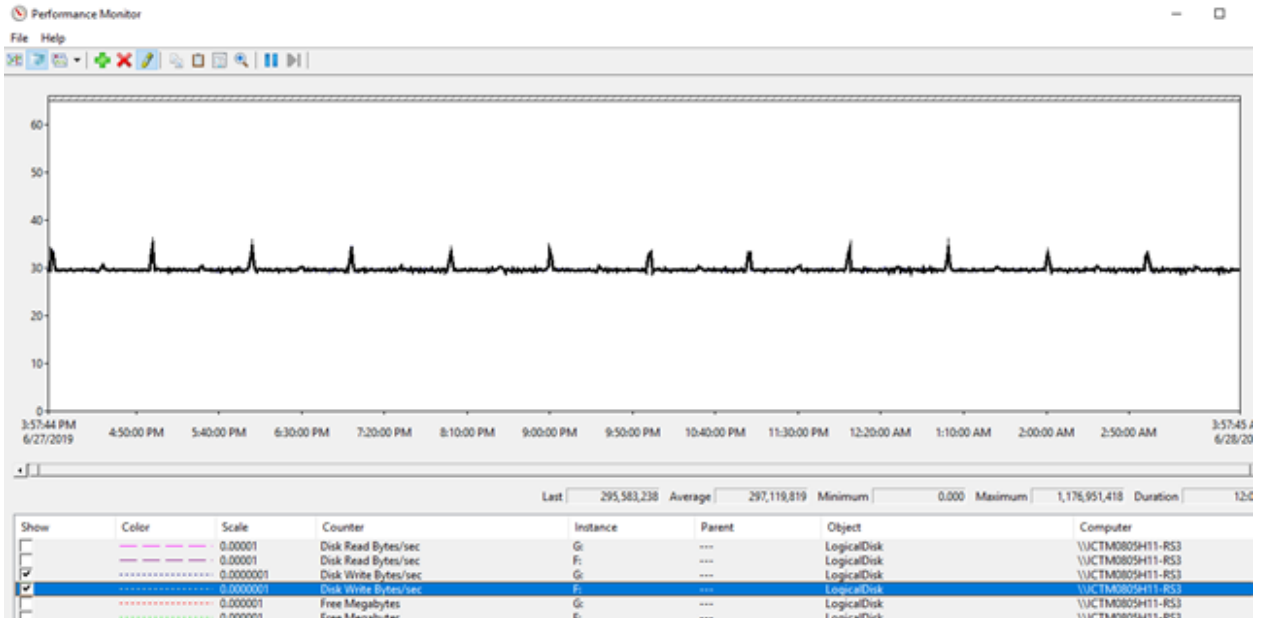 Performance Monitor
File Help
60
50
40
30
20
10
0
3:57:44 PM 4:50:00 PM 5:40:00 PM 6:30:00 PM 7:20:00 PM 8:10:00 PM 9:00:00 PM 9:50:00 PM 10:40:00 PM 11:30:00 PM 12:20:00 AM 1:10:00 AM 2:00:00 AM 2:50:00 AM 3:57:45 A
6/27/2019 6/28/20
Last 295,583,238 Average 297,119,819 Minimum 0.000 Maximum 1,176,951,418 Duration 12:0
Show Color Scale Counter Instance Parent Object Computer
0.00001 Disk Read Bytes/sec G: --- LogicalDisk \\JCTM0805H11-RS3
0.00001 Disk Read Bytes/sec F: --- LogicalDisk \\JCTM0805H11-RS3
0.0000001 Disk Write Bytes/sec G: --- LogicalDisk \\JCTM0805H11-RS3
0.0000001 Disk Write Bytes/sec F: --- LogicalDisk \\JCTM0805H11-RS3
0.000001 Free Megabytes G: --- LogicalDisk \\JCTM0805H11-RS3
0.000001 Free Megabytes F: --- LogicalDisk \\JCTM0805H11-RS3